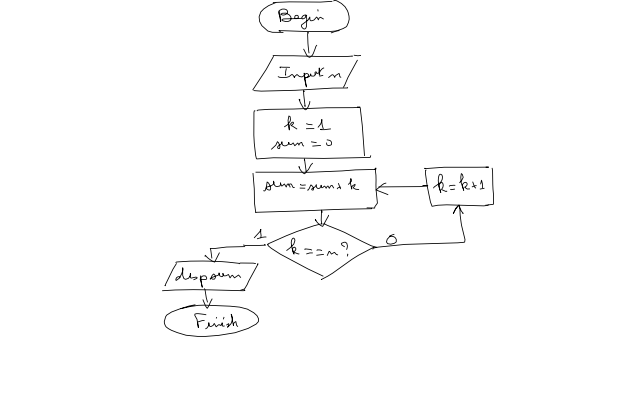 Begin
Input n
k = 1
sum = 0
sum = sum + k
k = k + 1
k == n ?
1
0
disp sum
Finish